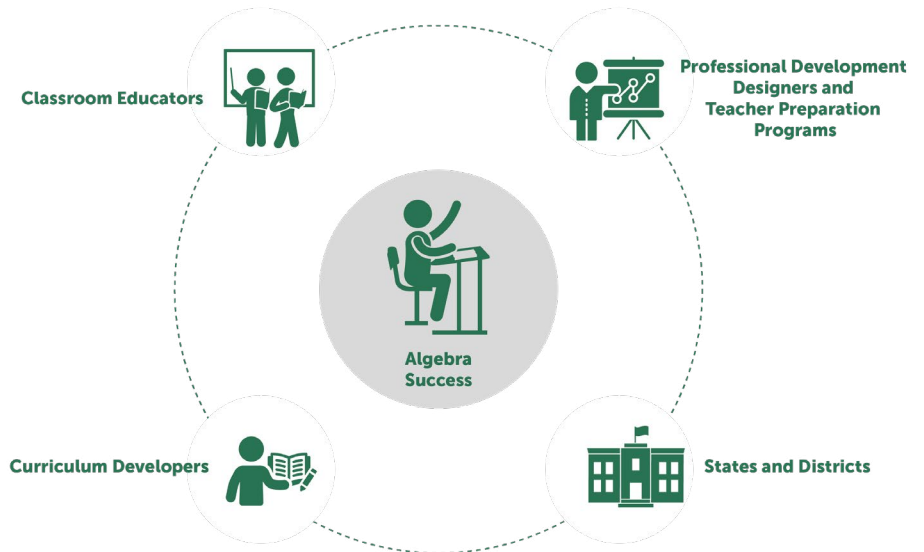 Classroom Educators
Professional Development
Designers and
Teacher Preparation
Programs
Algebra
Success
Curriculum Developers
States and Districts